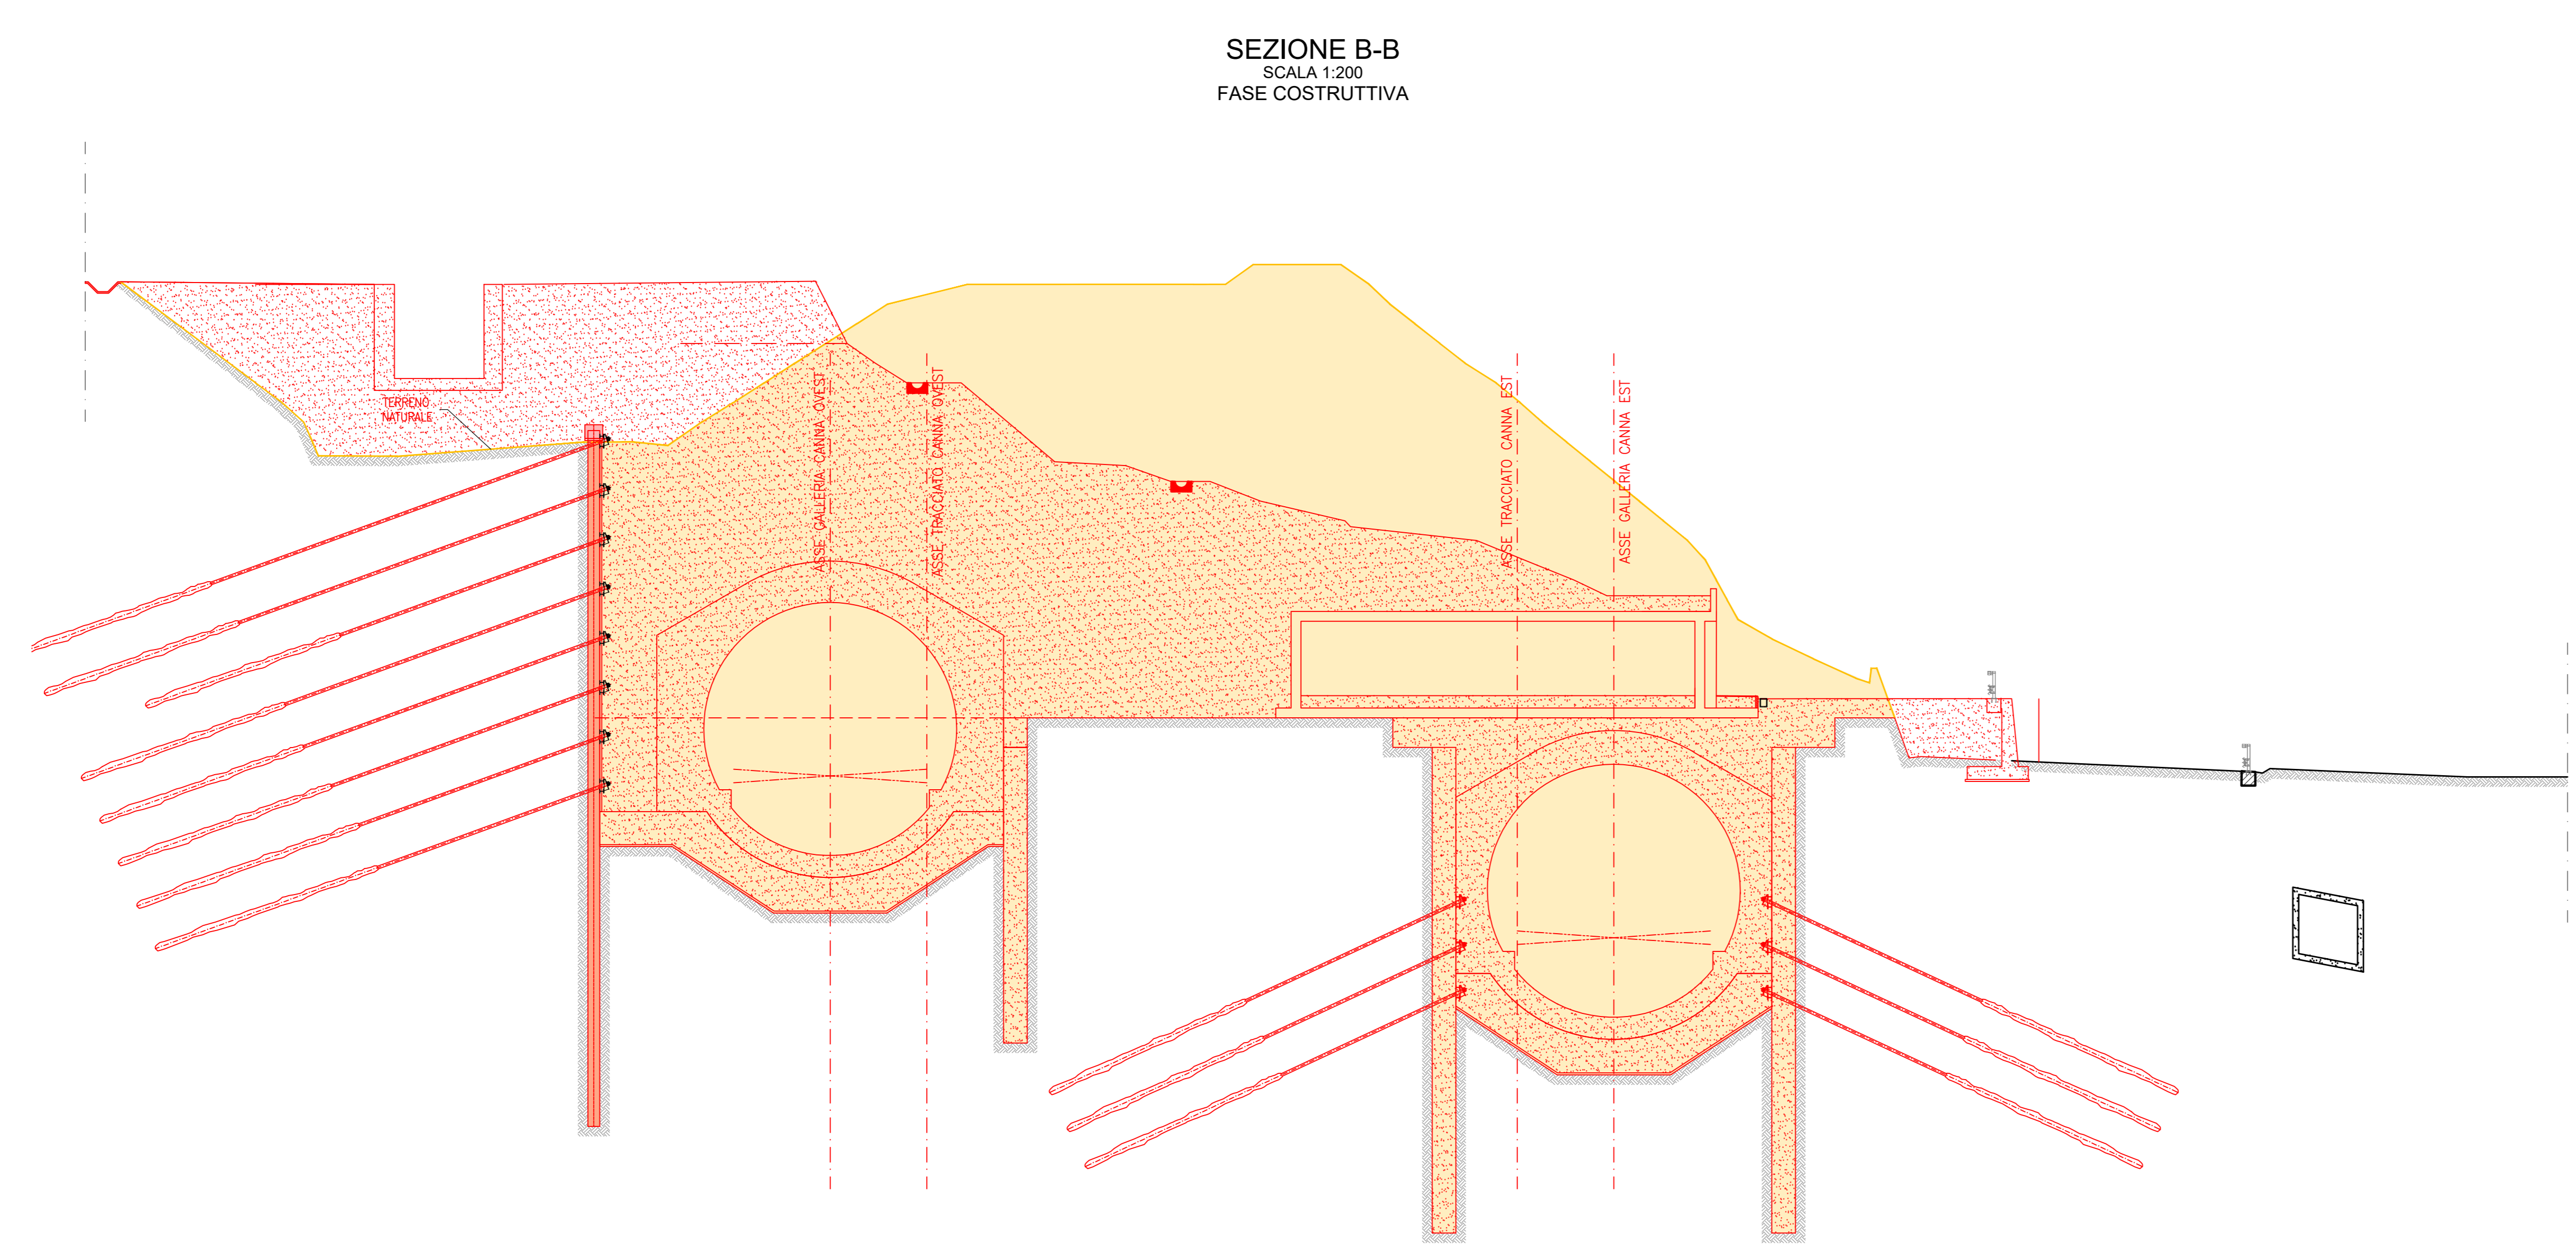 SEZIONE B-B
SCALA 1:200
FASE COSTRUTTIVA
TERRENO
NATURALE
ASSE GALLERIA CANNA OVEST
ASSE TRACCIATO CANNA OVEST
ASSE TRACCIATO CANNA EST
ASSE GALLERIA CANNA EST